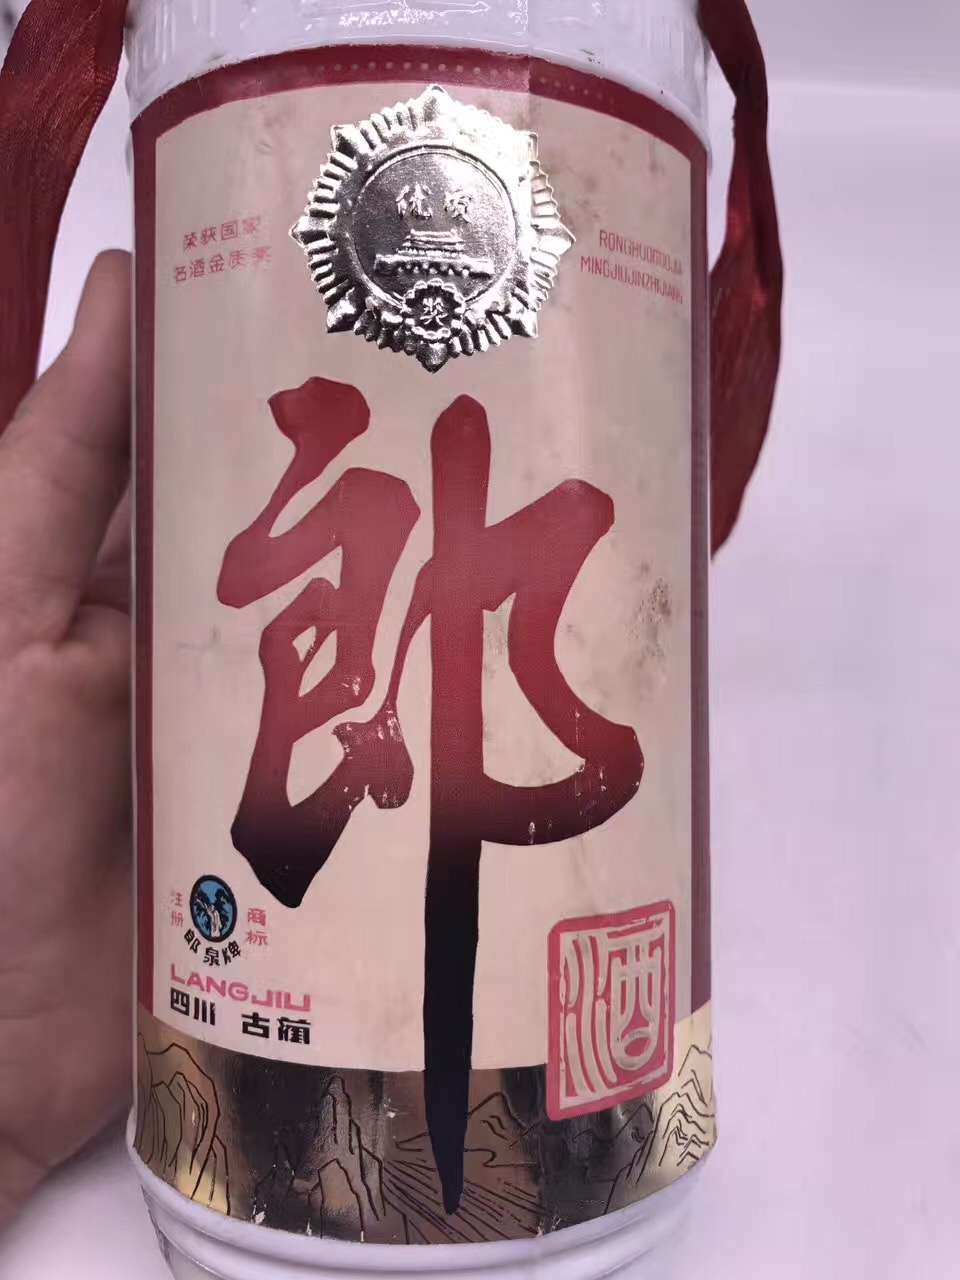 优质
奖
荣获国家
名酒金质奖
RONGHUOGUOJIA
MINGJIUJINZHIJIANG
郎
酒
注册
商标
郎泉牌
LANGJIU
四川 古蔺